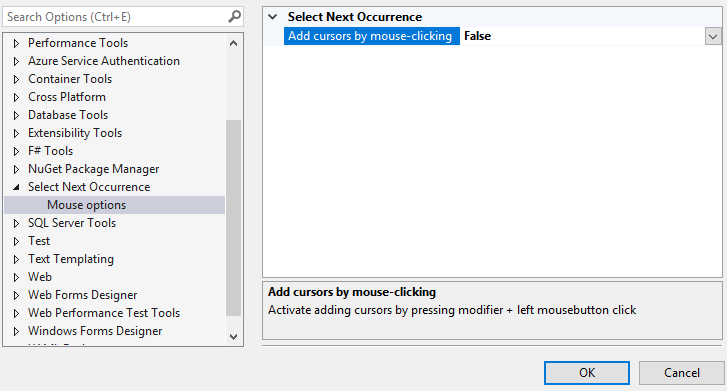 Search Options (Ctrl+E)
Performance Tools
Azure Service Authentication
Container Tools
Cross Platform
Database Tools
Extensibility Tools
F# Tools
NuGet Package Manager
Select Next Occurrence
Mouse options
SQL Server Tools
Test
Text Templating
Web
Web Forms Designer
Web Performance Test Tools
Windows Forms Designer
Select Next Occurrence
Add cursors by mouse-clicking False
Add cursors by mouse-clicking
Activate adding cursors by pressing modifier + left mousebutton click
OK
Cancel